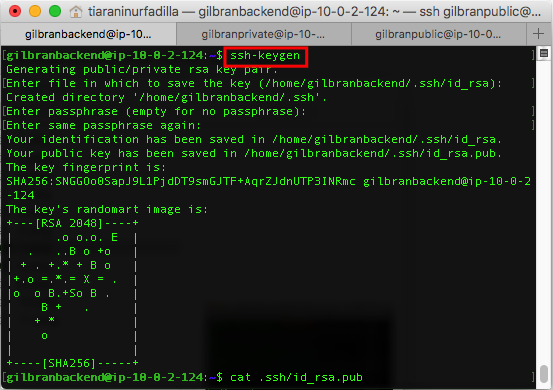 tiaraninurfadilla — gilbranbackend@ip-10-0-2-124: ~ — ssh gilbranpublic@...
gilbranbackend@ip-10... gilbranprivate@ip-10-... gilbranpublic@ip-10-0... +
[gilbranbackend@ip-10-0-2-124:~$ ssh-keygen
Generating public/private rsa key pair.
[Enter file in which to save the key (/home/gilbranbackend/.ssh/id_rsa):
Created directory '/home/gilbranbackend/.ssh'.
[Enter passphrase (empty for no passphrase):
[Enter same passphrase again:
Your identification has been saved in /home/gilbranbackend/.ssh/id_rsa.
Your public key has been saved in /home/gilbranbackend/.ssh/id_rsa.pub.
The key fingerprint is:
SHA256:SNGGOo0SapJ9L1PjdDT9smGJTF+AqrZJdnUTP3INRmc gilbranbackend@ip-10-0-2
-124
The key's randomart image is:
+---[RSA 2048]----+
|      .o o.o. E  |
|   .   ..B o +o  |
|  + . +.* + B o  |
|+.o =.*.= X = .  |
|o  o B.+So B .   |
|    B +   .      |
|   + *           |
|    o            |
|                 |
+----[SHA256]-----+
[gilbranbackend@ip-10-0-2-124:~$ cat .ssh/id_rsa.pub